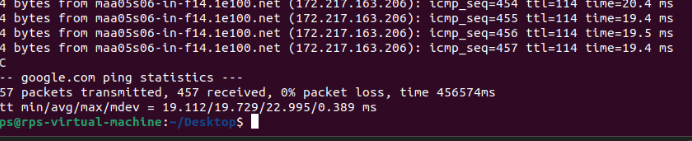 4 bytes from maa05s06-in-f14.1e100.net (172.217.163.206): icmp_seq=454 ttl=114 time=20.4 ms
4 bytes from maa05s06-in-f14.1e100.net (172.217.163.206): icmp_seq=455 ttl=114 time=19.4 ms
4 bytes from maa05s06-in-f14.1e100.net (172.217.163.206): icmp_seq=456 ttl=114 time=19.5 ms
4 bytes from maa05s06-in-f14.1e100.net (172.217.163.206): icmp_seq=457 ttl=114 time=19.4 ms
C
-- google.com ping statistics ---
57 packets transmitted, 457 received, 0% packet loss, time 456574ms
tt min/avg/max/mdev = 19.112/19.729/22.995/0.389 ms
ps@rps-virtual-machine:~/Desktop$